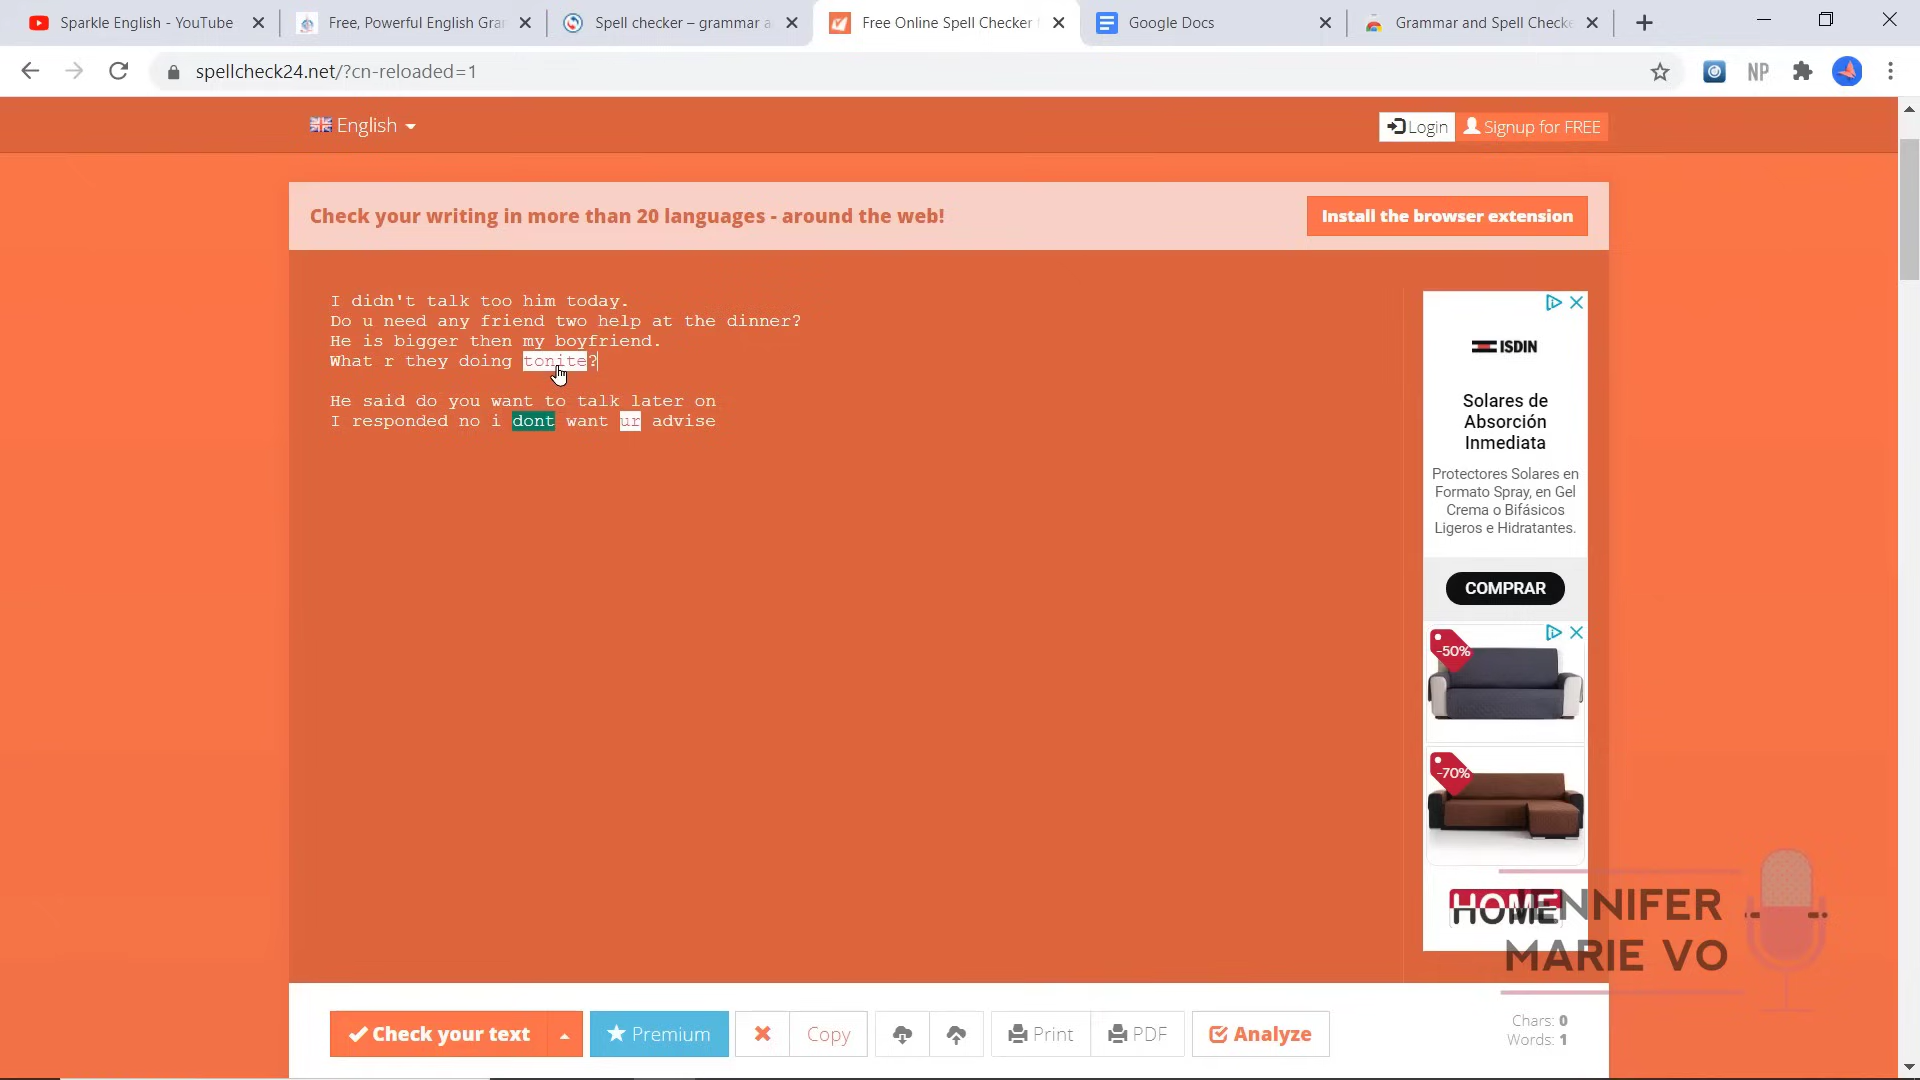 Sparkle English - YouTube
Free, Powerful English Gra
Spell checker – grammar a
Free Online Spell Checker
Google Docs
Grammar and Spell Checke
spellcheck24.net/?cn-reloaded=1
NP
English
Login
Signup for FREE
Check your writing in more than 20 languages - around the web!
Install the browser extension
I didn't talk too him today.
Do u need any friend two help at the dinner?
He is bigger then my boyfriend.
What r they doing tonite?
He said do you want to talk later on
I responded no i dont want ur advise
ISDIN
Solares de
Absorción
Inmediata
Protectores Solares en
Formato Spray, en Gel
Crema o Bifásicos
Ligeros e Hidratantes.
COMPRAR
-50%
-70%
HOME
JENNIFER
MARIE VO
Check your text
Premium
Copy
Print
PDF
Analyze
Chars: 0
Words: 1